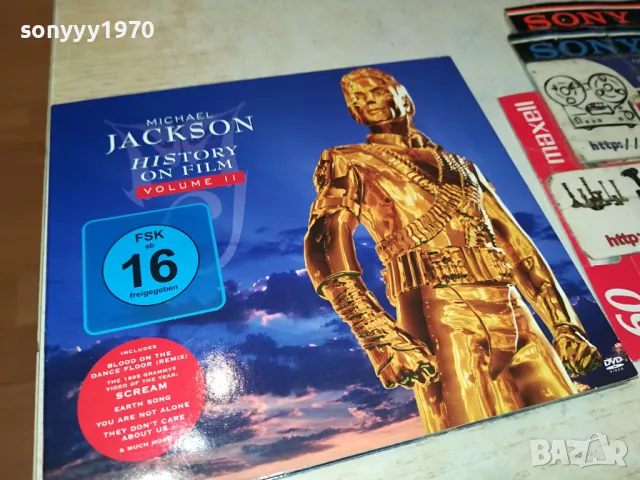 sonyyy1970
MICHAEL
JACKSON
HISTORY
ON FILM
VOLUME II
FSK
ab
16
freigegeben
INCLUDES
BLOOD ON THE
DANCE FLOOR (REMIX)
THE 1995 GRAMMYS
VIDEO OF THE YEAR:
SCREAM
EARTH SONG
YOU ARE NOT ALONE
THEY DON'T CARE
ABOUT US
& MUCH MORE
DVD
VIDEO
SONY
SONY
maxell
http://
http
60
BAZAR
bg